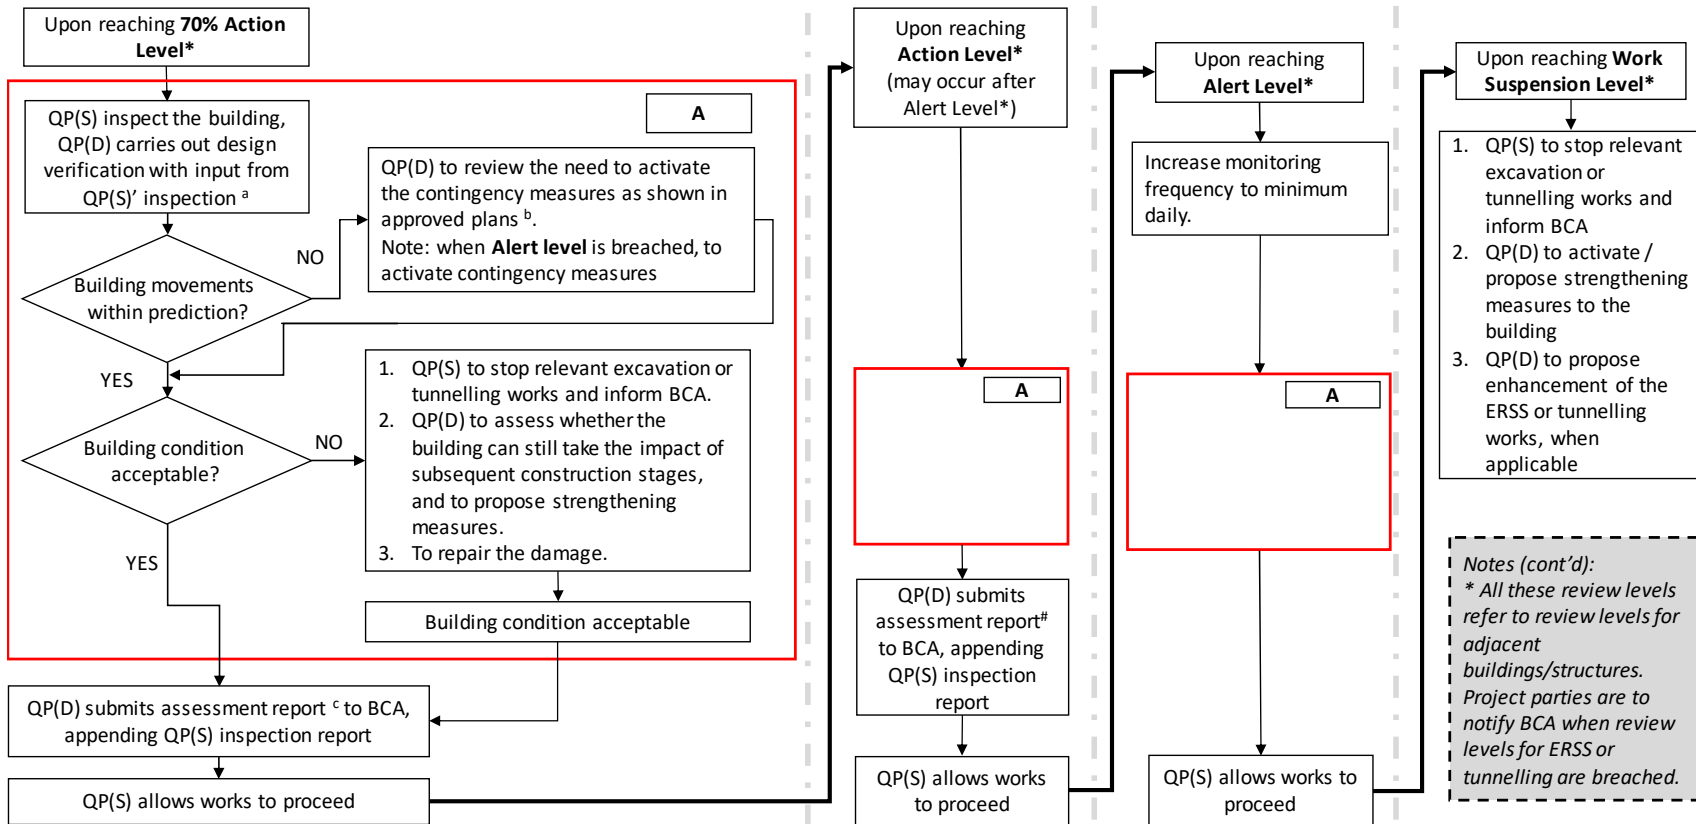 Upon reaching 70% Action
Level*
A
QP(S) inspect the building,
QP(D) carries out design
verification with input from
QP(S)' inspection a
QP(D) to review the need to activate
the contingency measures as shown in
approved plans b.
Note: when Alert level is breached, to
activate contingency measures
NO
Building movements
within prediction?
YES
1. QP(S) to stop relevant excavation or
tunnelling works and inform BCA.
2. QP(D) to assess whether the
building can still take the impact of
subsequent construction stages,
and to propose strengthening
measures.
3. To repair the damage.
NO
Building condition
acceptable?
YES
Building condition acceptable
QP(D) submits assessment report c to BCA,
appending QP(S) inspection report
QP(S) allows works to proceed
Upon reaching
Action Level*
(may occur after
Alert Level*)
A
QP(D) submits
assessment report#
to BCA, appending
QP(S) inspection
report
QP(S) allows works
to proceed
Upon reaching
Alert Level*
Increase monitoring
frequency to minimum
daily.
A
QP(S) allows works to
proceed
Upon reaching Work
Suspension Level*
1. QP(S) to stop relevant
excavation or
tunnelling works and
inform BCA
2. QP(D) to activate /
propose strengthening
measures to the
building
3. QP(D) to propose
enhancement of the
ERSS or tunnelling
works, when
applicable
Notes (cont'd):
* All these review levels
refer to review levels for
adjacent
buildings/structures.
Project parties are to
notify BCA when review
levels for ERSS or
tunnelling are breached.